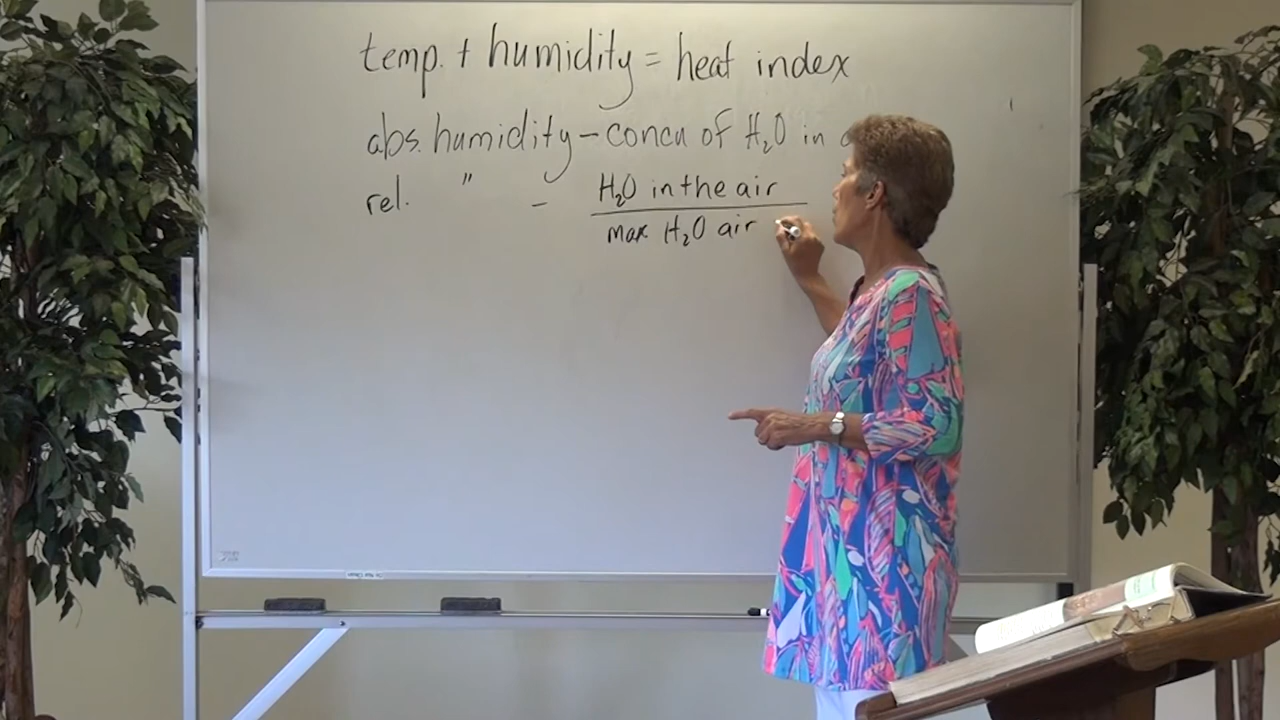 temp. + humidity = heat index
abs. humidity - concn of H₂O in
rel. " - H₂O in the air
max H₂O air